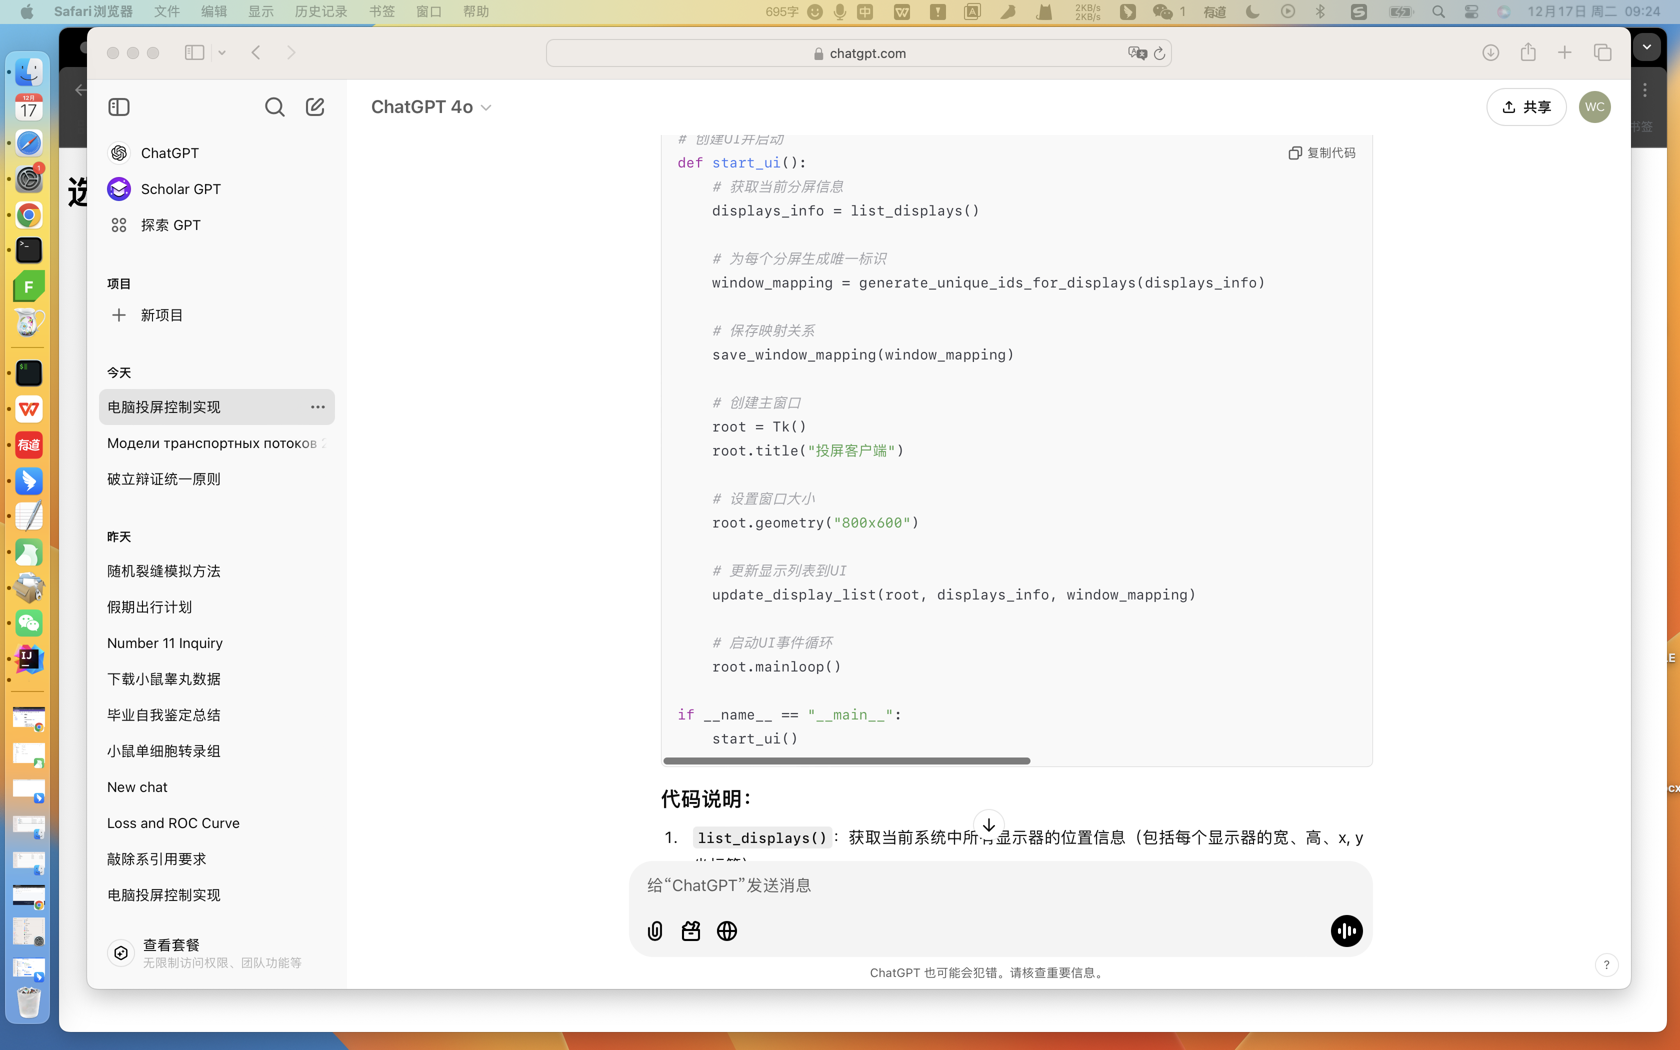 Safari浏览器 文件 编辑 显示 历史记录 书签 窗口 帮助 695字 中 2KB/s 2KB/s 1 有道 12月17日 周二 09:24
chatgpt.com
12月 17
ChatGPT 4o
共享
WC
书签
选
ChatGPT
Scholar GPT
探索 GPT
项目
新项目
今天
电脑投屏控制实现
Модели транспортных потоков
破立辩证统一原则
昨天
随机裂缝模拟方法
假期出行计划
Number 11 Inquiry
下载小鼠睾丸数据
毕业自我鉴定总结
小鼠单细胞转录组
New chat
Loss and ROC Curve
敲除系引用要求
电脑投屏控制实现
查看套餐
无限制访问权限、团队功能等
# 创建UI并启动
复制代码
def start_ui():
# 获取当前分屏信息
displays_info = list_displays()
# 为每个分屏生成唯一标识
window_mapping = generate_unique_ids_for_displays(displays_info)
# 保存映射关系
save_window_mapping(window_mapping)
# 创建主窗口
root = Tk()
root.title("投屏客户端")
# 设置窗口大小
root.geometry("800x600")
# 更新显示列表到UI
update_display_list(root, displays_info, window_mapping)
# 启动UI事件循环
root.mainloop()
if __name__ == "__main__":
start_ui()
代码说明：
1. list_displays()：获取当前系统中所有显示器的位置信息（包括每个显示器的宽、高、x, y
给“ChatGPT”发送消息
ChatGPT 也可能会犯错。请核查重要信息。
?